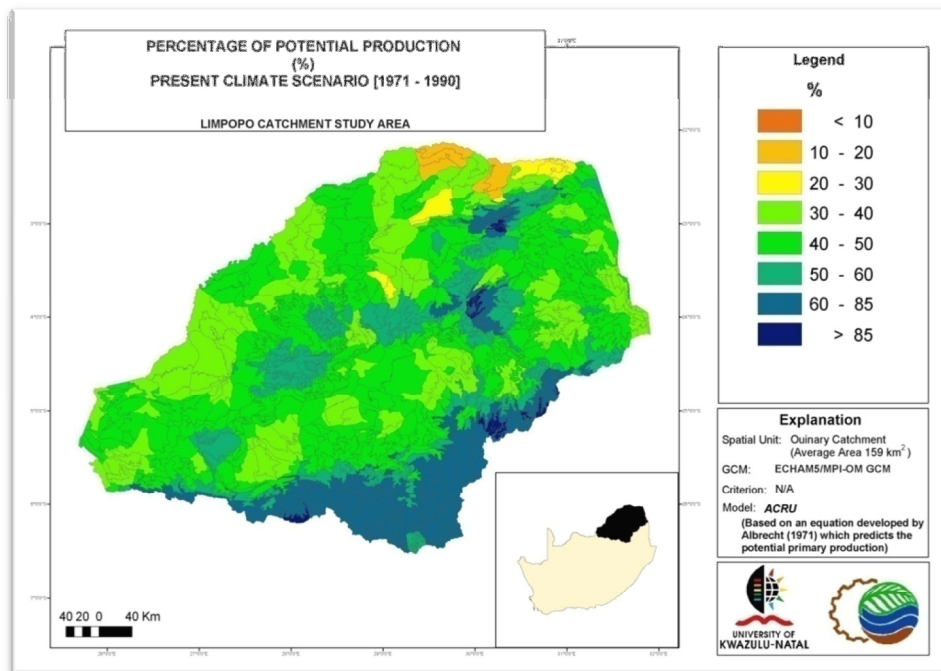 PERCENTAGE OF POTENTIAL PRODUCTION
(%)
PRESENT CLIMATE SCENARIO [1971 - 1990]
LIMPOPO CATCHMENT STUDY AREA
Legend
%
< 10
10 - 20
20 - 30
30 - 40
40 - 50
50 - 60
60 - 85
> 85
Explanation
Spatial Unit: Quinary Catchment
(Average Area 159 km²)
GCM: ECHAM5/MPI-OM GCM
Criterion: N/A
Model: ACRU
(Based on an equation developed by
Albrecht (1971) which predicts the
potential primary production)
40 20 0 40 Km
UNIVERSITY OF
KWAZULU-NATAL